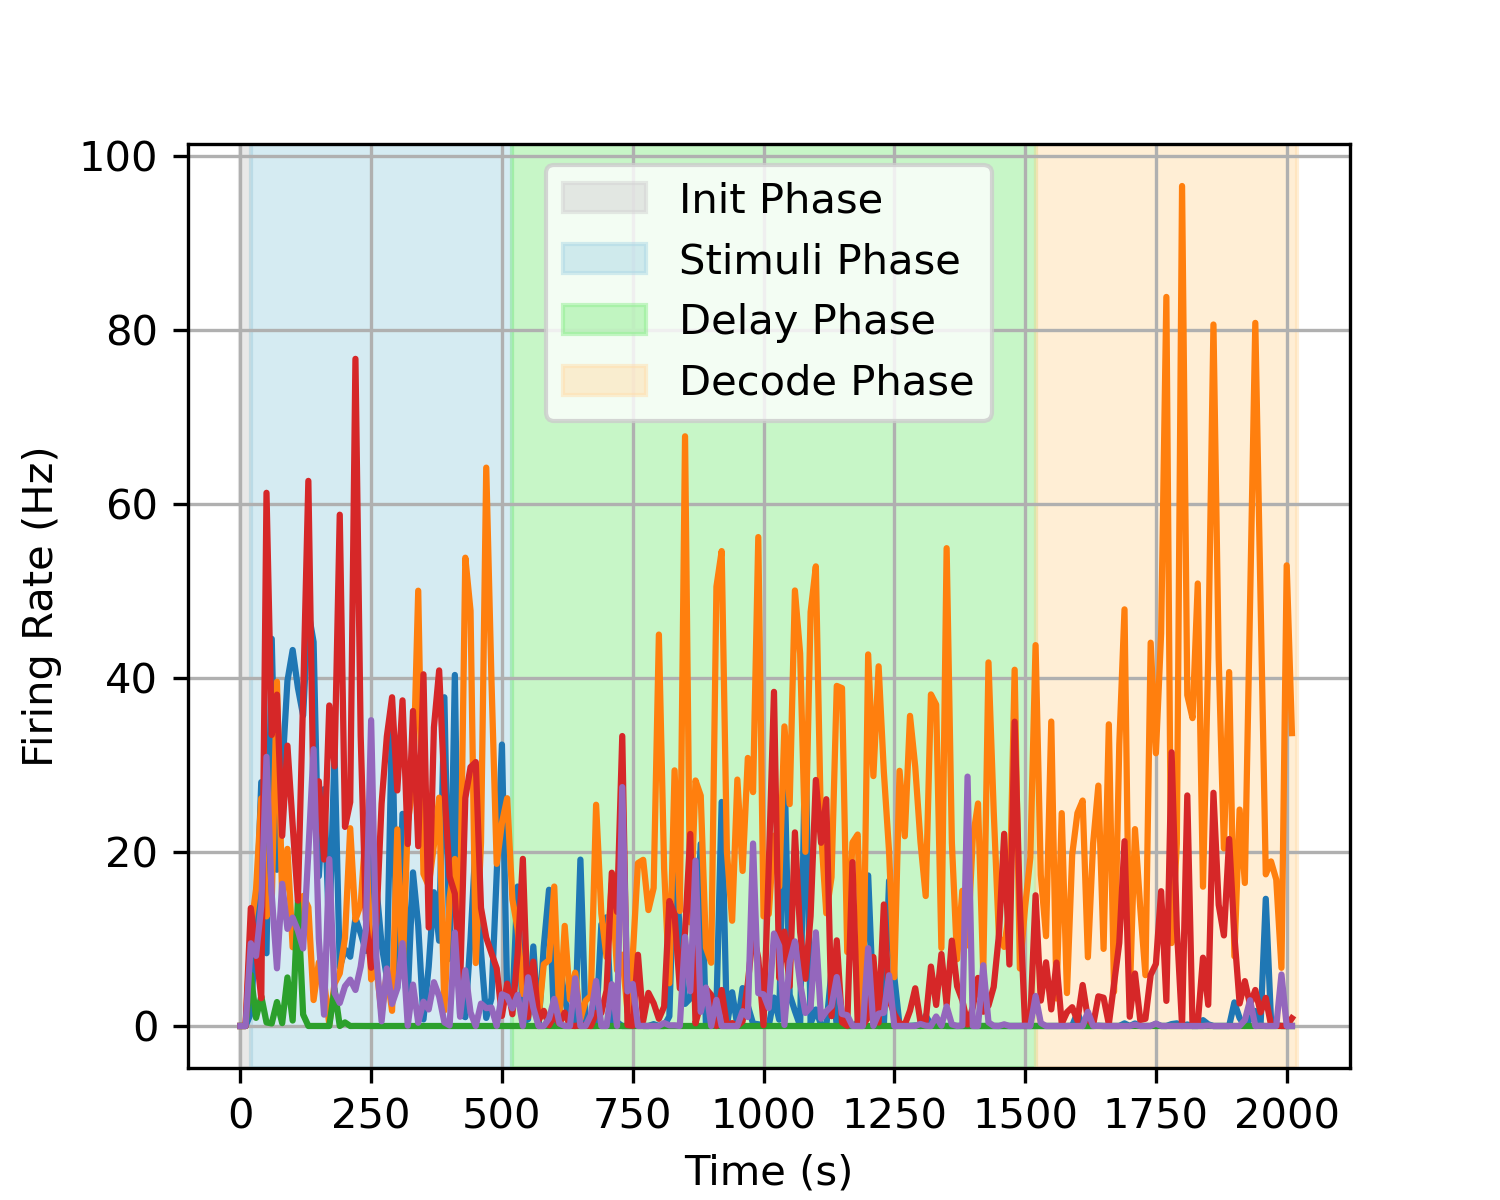 100
80
60
40
20
0
Firing Rate (Hz)
Init Phase
Stimuli Phase
Delay Phase
Decode Phase
0 250 500 750 1000 1250 1500 1750 2000
Time (s)